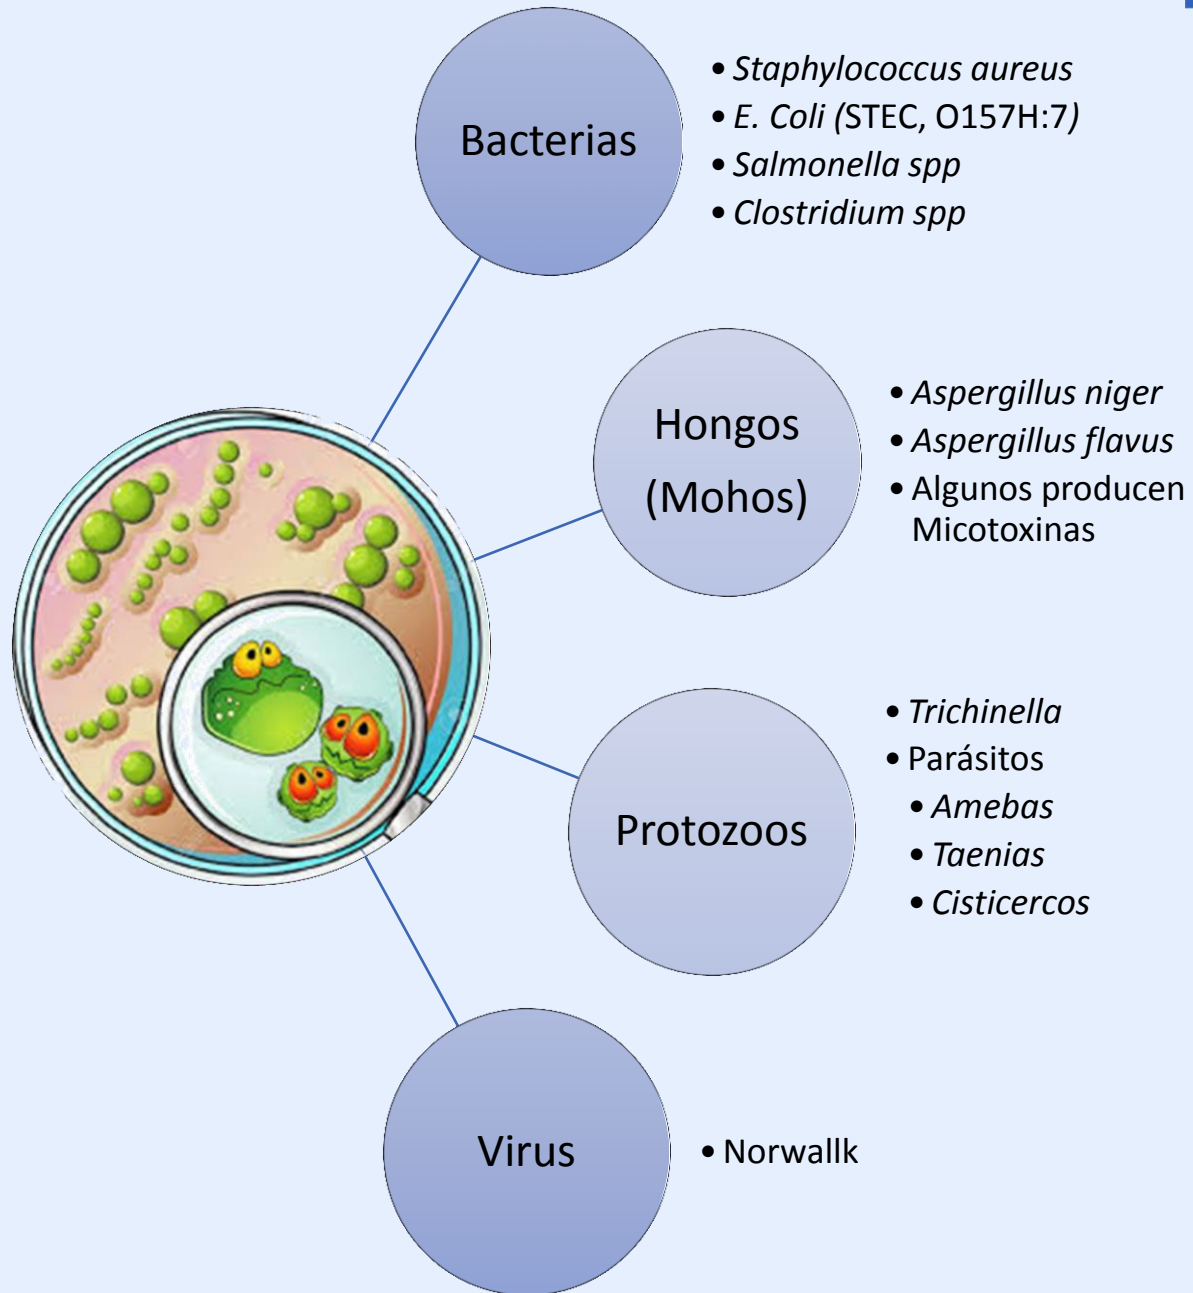 Bacterias
• Staphylococcus aureus
• E. Coli (STEC, O157H:7)
• Salmonella spp
• Clostridium spp
Hongos
(Mohos)
• Aspergillus niger
• Aspergillus flavus
• Algunos producen
Micotoxinas
Protozoos
• Trichinella
• Parásitos
• Amebas
• Taenias
• Cisticercos
Virus
• Norwallk